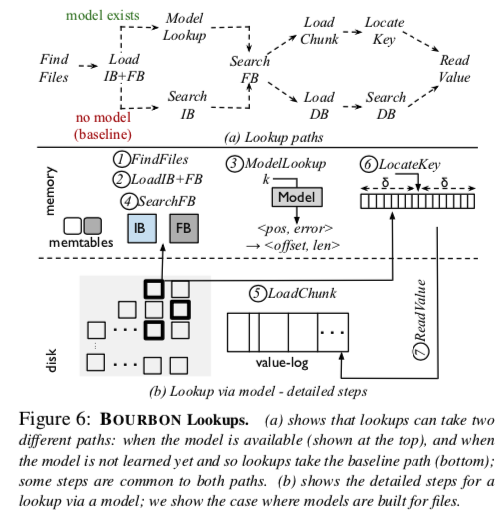 model exists
Model
Lookup
Load
Chunk
Locate
Key
Find
Files
Load
IB+FB
Search
FB
Read
Value
no model
(baseline)
Search
IB
Load
DB
Search
DB
(a) Lookup paths
memory
1 FindFiles
2 LoadIB+FB
4 SearchFB
memtables
IB
FB
3 ModelLookup
k
Model
<pos, error>
→ <offset, len>
6 LocateKey
δ δ
disk
5 LoadChunk
value-log
7 ReadValue
(b) Lookup via model - detailed steps
Figure 6: BOURBON Lookups. (a) shows that lookups can take two
different paths: when the model is available (shown at the top), and when
the model is not learned yet and so lookups take the baseline path (bottom);
some steps are common to both paths. (b) shows the detailed steps for a
lookup via a model; we show the case where models are built for files.